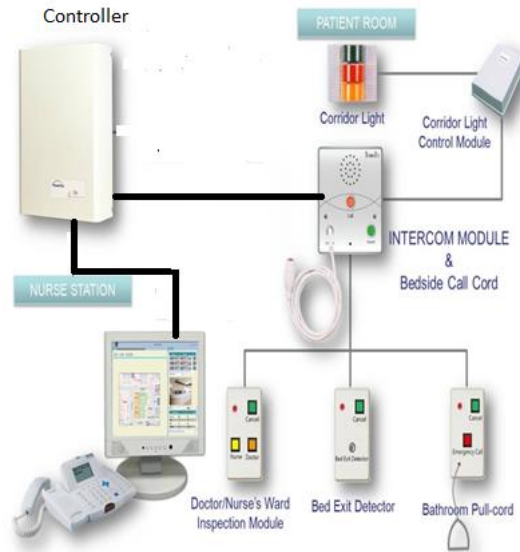 Controller
PATIENT ROOM
Corridor Light
Corridor Light
Control Module
Call
INTERCOM MODULE
&
Bedside Call Cord
NURSE STATION
Cancel
Nurse Doctor
Cancel
Bed Exit Detector
Cancel
Emergency Call
Doctor/Nurse's Ward
Inspection Module
Bed Exit Detector
Bathroom Pull-cord